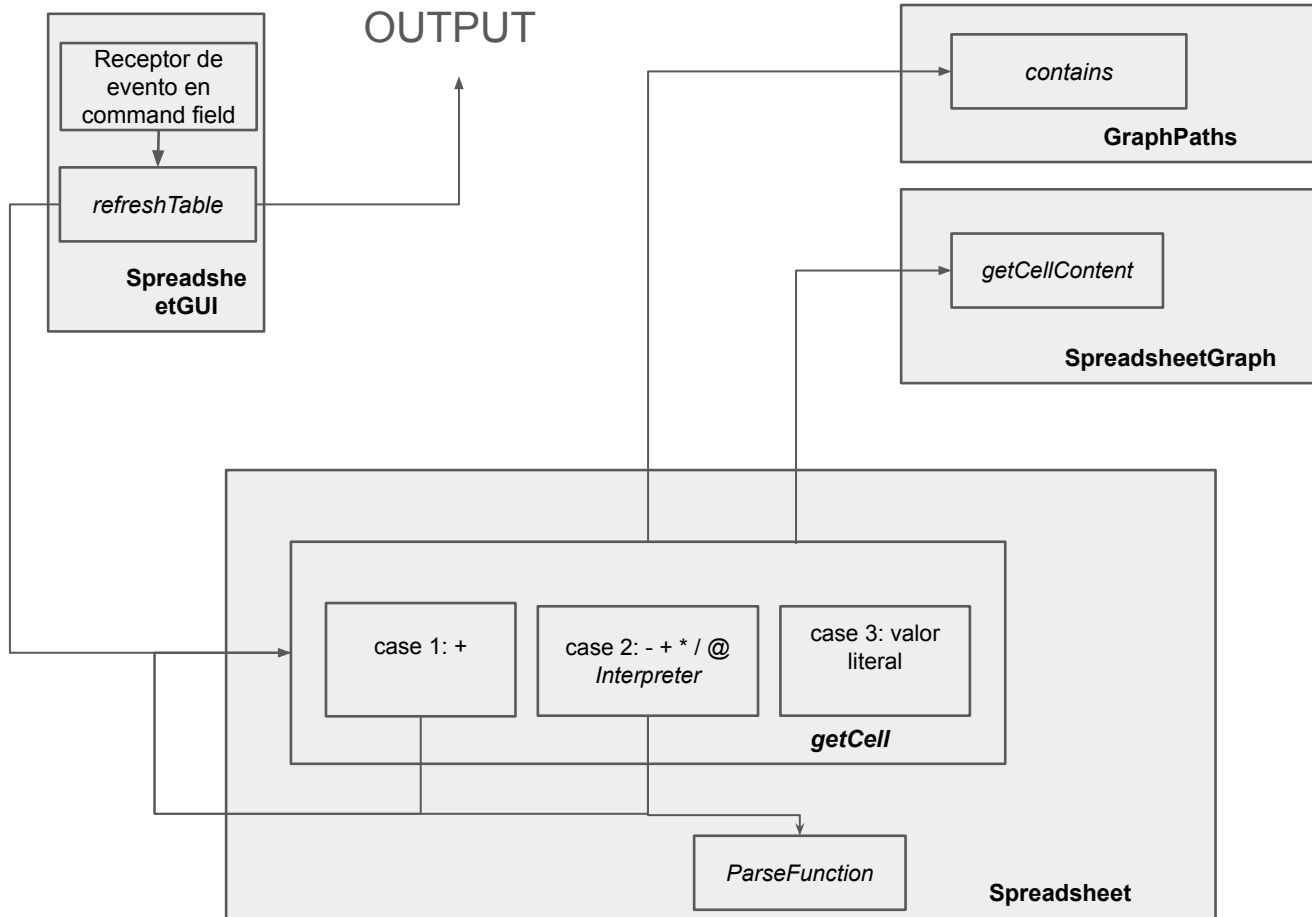 OUTPUT
Receptor de
evento en
command field
refreshTable
Spreadshe
etGUI
contains
GraphPaths
getCellContent
SpreadsheetGraph
case 1: +
case 2: - + * / @
Interpreter
case 3: valor
literal
getCell
ParseFunction
Spreadsheet